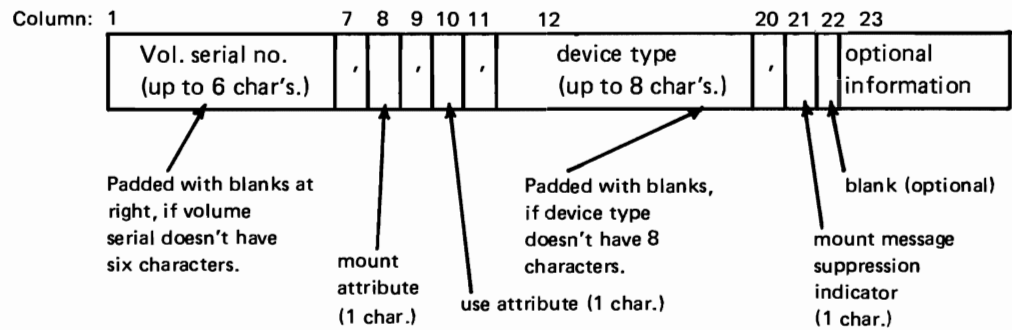 Column: 1 7 8 9 10 11 12 20 21 22 23
Vol. serial no. , , , device type , optional
(up to 6 char's.) (up to 8 char's.) information
Padded with blanks at
right, if volume
serial doesn't have
six characters.
mount
attribute
(1 char.)
use attribute (1 char.)
Padded with blanks,
if device type
doesn't have 8
characters.
blank (optional)
mount message
suppression
indicator
(1 char.)